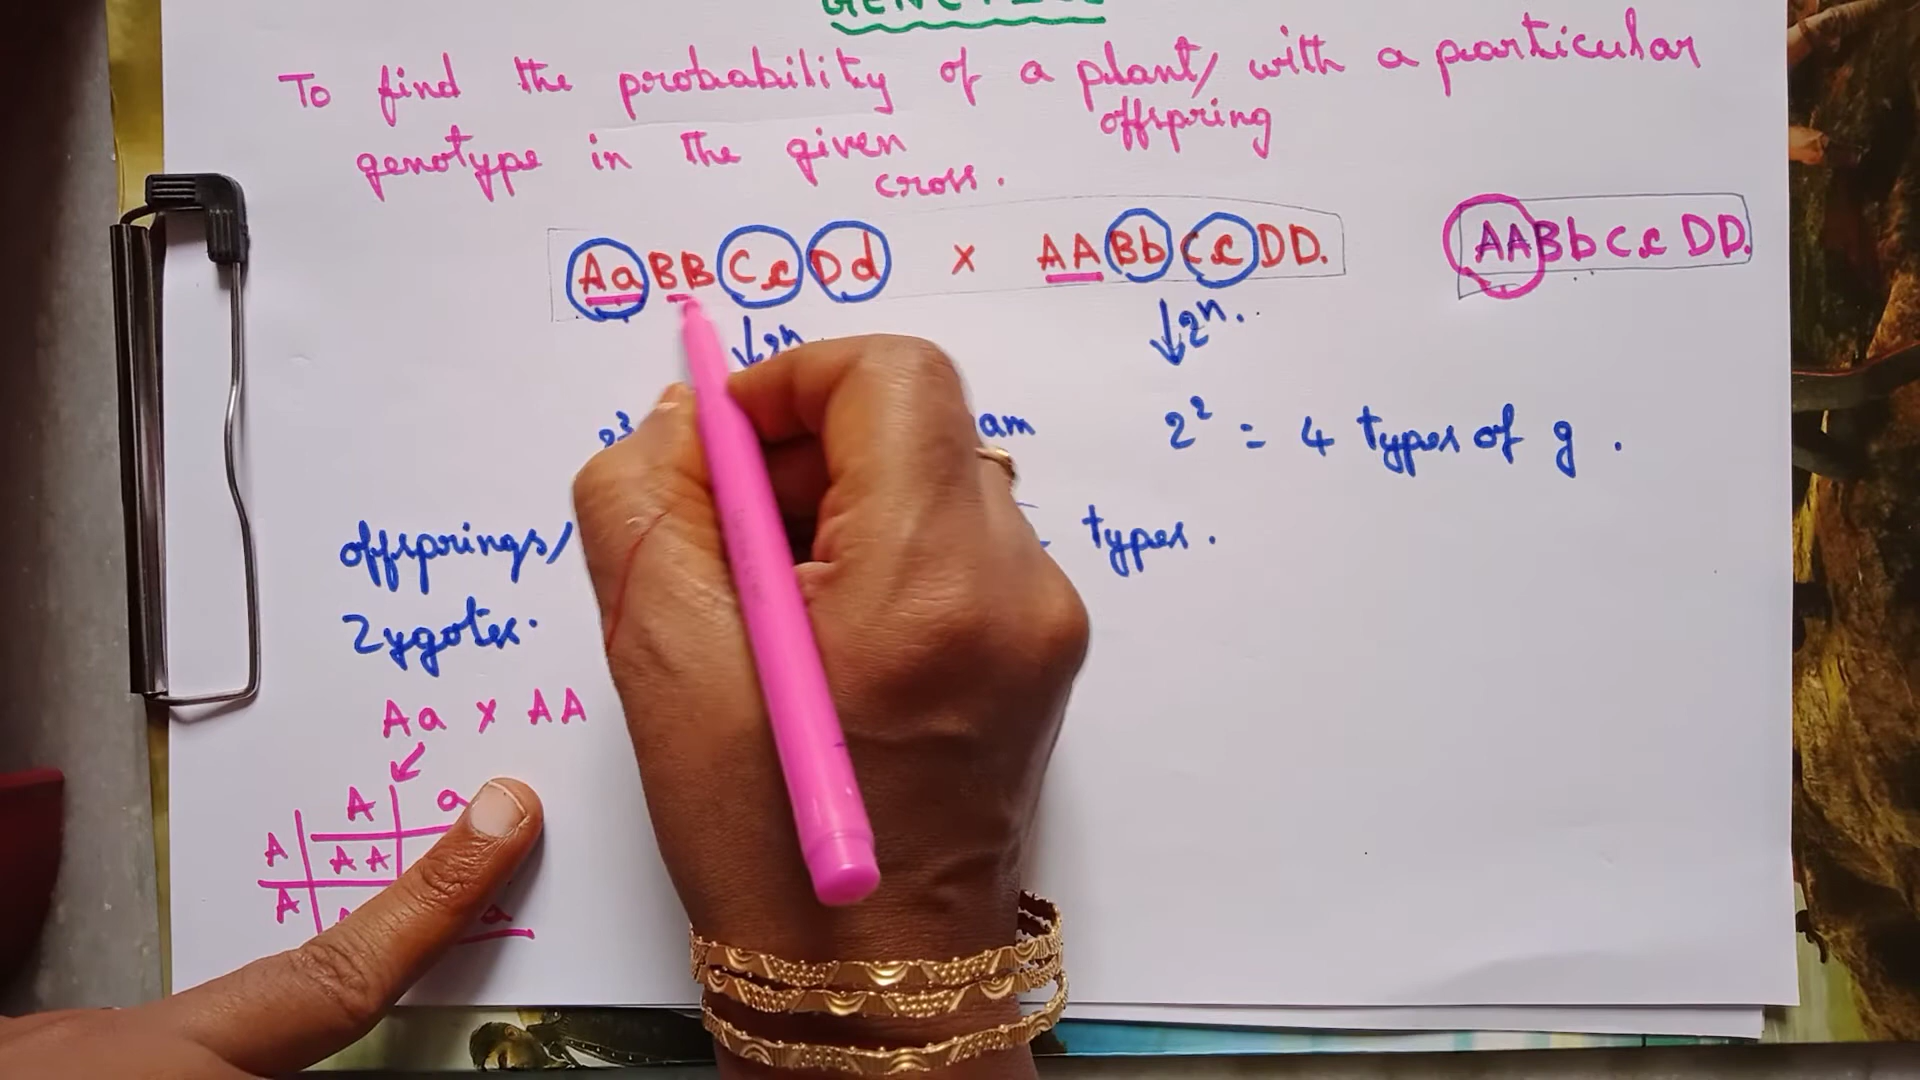 To find the probability of a plant/ with a particular
offspring
genotype in the given
cross.
AaBBCcDd x AABbCcDD.
AABbCcDD.
2ⁿ.
2³ am
2² = 4 types of g.
offsprings/ types.
Zygotes.
Aa x AA
A a
A AA
A a